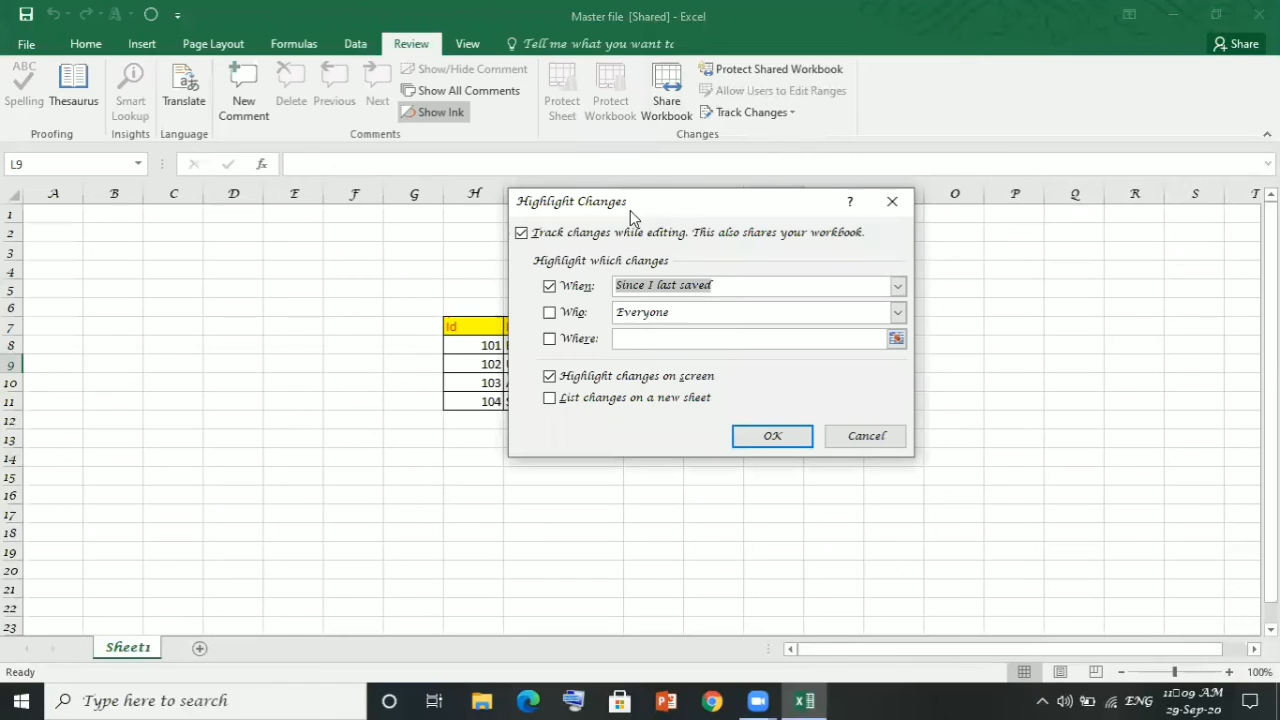 Master file [Shared] - Excel
File Home Insert Page Layout Formulas Data Review View Tell me what you want tc Share
ABC
Spelling
Thesaurus
Smart
Lookup
Translate
New
Comment
Delete
Previous
Next
Show/Hide Comment
Show All Comments
Show Ink
Protect
Sheet
Protect
Workbook
Share
Workbook
Protect Shared Workbook
Allow Users to Edit Ranges
Track Changes
Proofing Insights Language Comments Changes
L9 fx
A B C D E F G H O P Q R S T
1
2
3
4
5
6
7 Id
8 101
9 102
10 103
11 104
12
13
14
15
16
17
18
19
20
21
22
23
Highlight Changes ?
Track changes while editing. This also shares your workbook.
Highlight which changes
When: Since I last saved
Who: Everyone
Where:
Highlight changes on screen
List changes on a new sheet
OK Cancel
Sheet1
Ready 100%
Type here to search
ENG
29-Sep-20